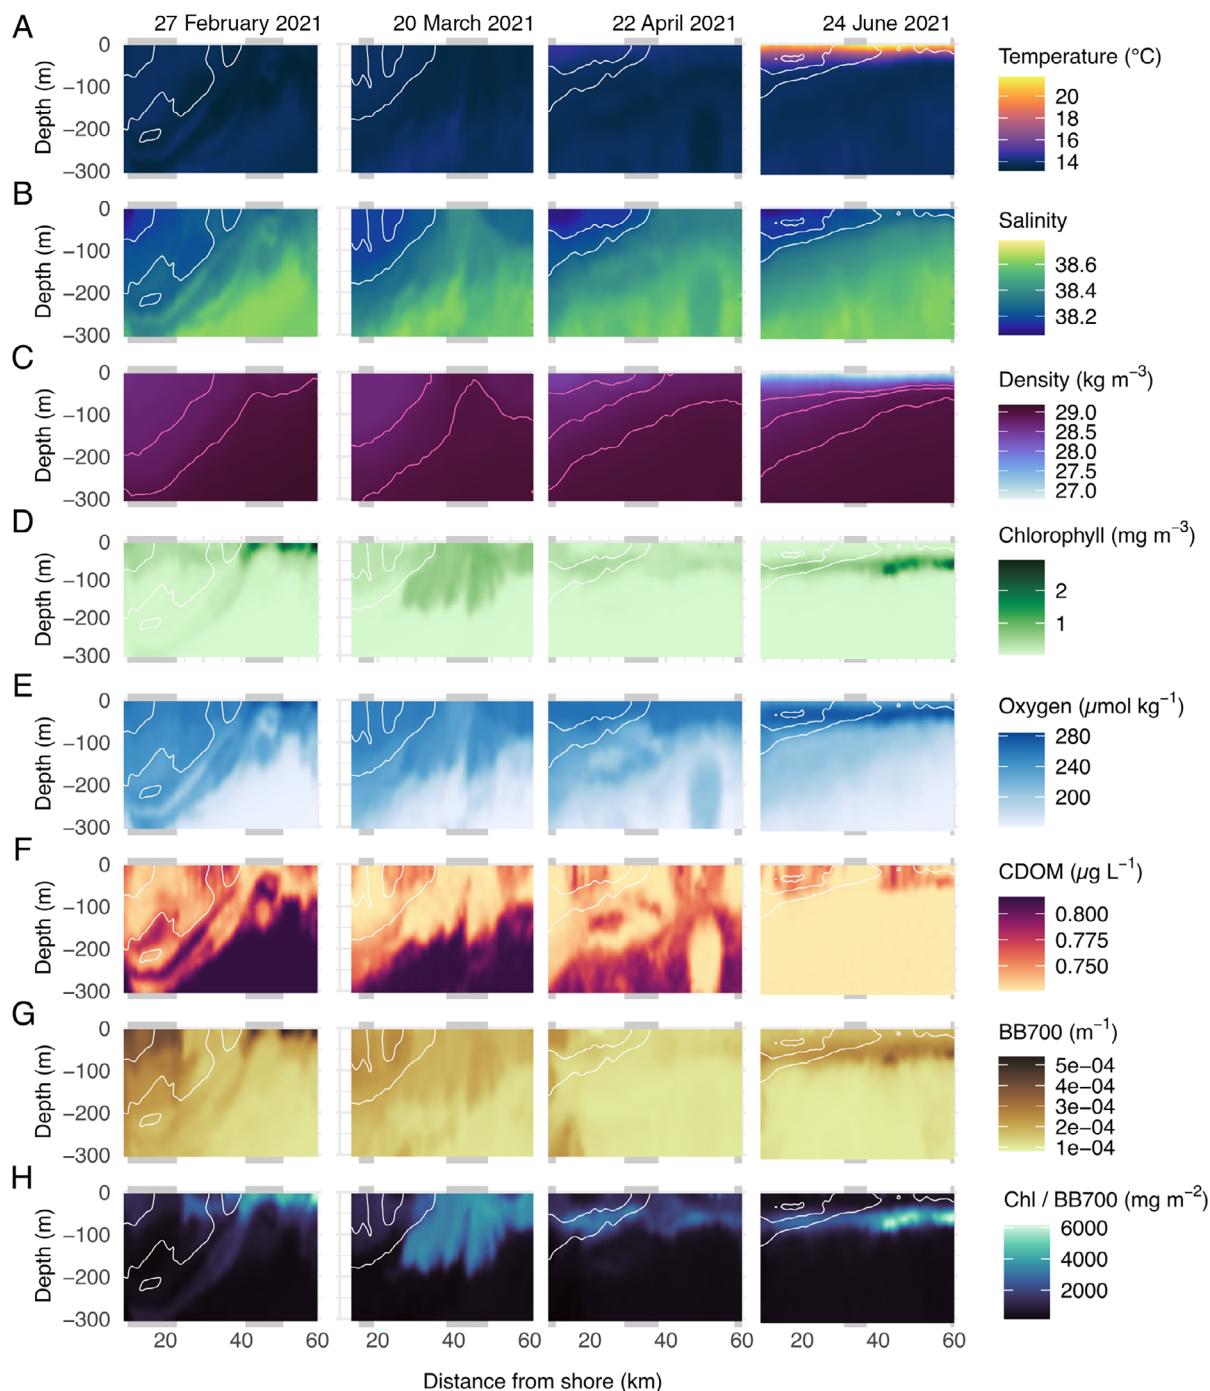 A
27 February 2021
20 March 2021
22 April 2021
24 June 2021
Depth (m)
0
−100
−200
−300
Temperature (°C)
20
18
16
14
B
Depth (m)
0
−100
−200
−300
Salinity
38.6
38.4
38.2
C
Depth (m)
0
−100
−200
−300
Density (kg m⁻³)
29.0
28.5
28.0
27.5
27.0
D
Depth (m)
0
−100
−200
−300
Chlorophyll (mg m⁻³)
2
1
E
Depth (m)
0
−100
−200
−300
Oxygen (µmol kg⁻¹)
280
240
200
F
Depth (m)
0
−100
−200
−300
CDOM (µg L⁻¹)
0.800
0.775
0.750
G
Depth (m)
0
−100
−200
−300
BB700 (m⁻¹)
5e−04
4e−04
3e−04
2e−04
1e−04
H
Depth (m)
0
−100
−200
−300
Chl / BB700 (mg m⁻²)
6000
4000
2000
20 40 60
20 40 60
20 40 60
20 40 60
Distance from shore (km)